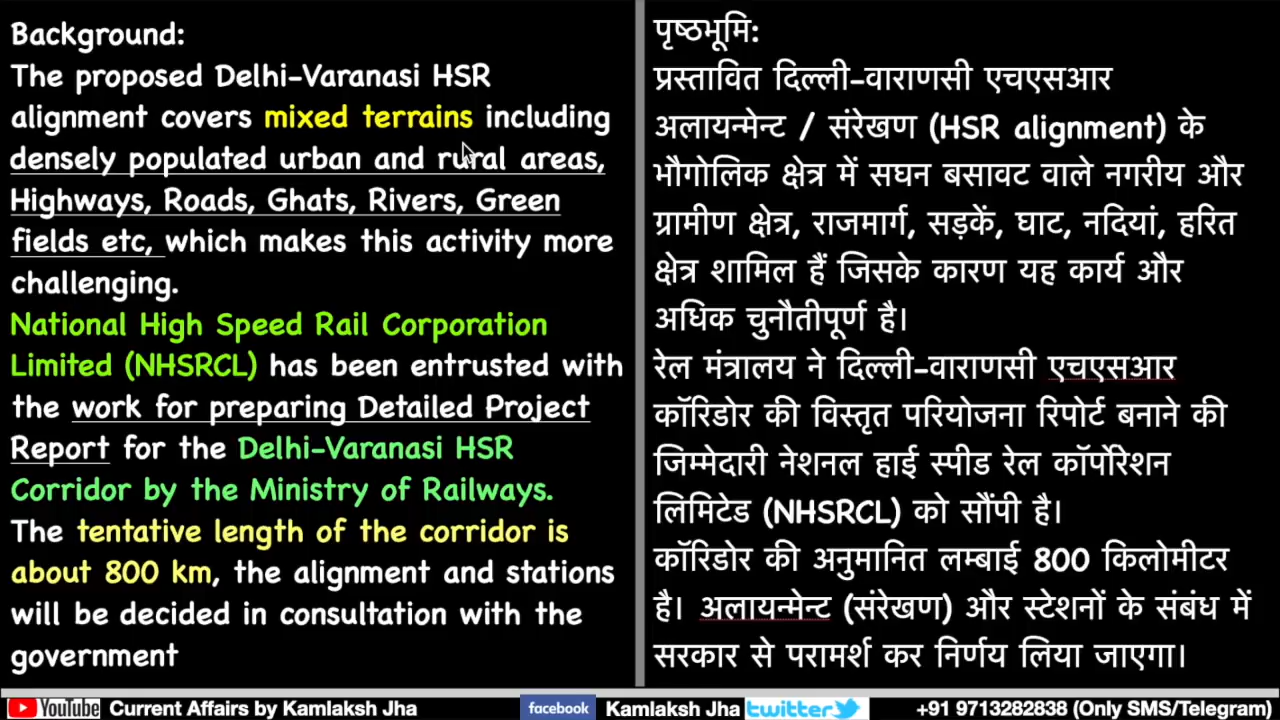 Background:
The proposed Delhi-Varanasi HSR
alignment covers mixed terrains including
densely populated urban and rural areas,
Highways, Roads, Ghats, Rivers, Green
fields etc, which makes this activity more
challenging.
National High Speed Rail Corporation
Limited (NHSRCL) has been entrusted with
the work for preparing Detailed Project
Report for the Delhi-Varanasi HSR
Corridor by the Ministry of Railways.
The tentative length of the corridor is
about 800 km, the alignment and stations
will be decided in consultation with the
government
पृष्ठभूमि:
प्रस्तावित दिल्ली-वाराणसी एचएसआर
अलायन्मेन्ट / संरेखण (HSR alignment) के
भौगोलिक क्षेत्र में सघन बसावट वाले नगरीय और
ग्रामीण क्षेत्र, राजमार्ग, सड़कें, घाट, नदियां, हरित
क्षेत्र शामिल हैं जिसके कारण यह कार्य और
अधिक चुनौतीपूर्ण है।
रेल मंत्रालय ने दिल्ली-वाराणसी एचएसआर
कॉरिडोर की विस्तृत परियोजना रिपोर्ट बनाने की
जिम्मेदारी नेशनल हाई स्पीड रेल कॉर्पोरेशन
लिमिटेड (NHSRCL) को सौंपी है।
कॉरिडोर की अनुमानित लम्बाई 800 किलोमीटर
है। अलायन्मेन्ट (संरेखण) और स्टेशनों के संबंध में
सरकार से परामर्श कर निर्णय लिया जाएगा।
YouTube Current Affairs by Kamlaksh Jha facebook Kamlaksh Jha twitter +91 9713282838 (Only SMS/Telegram)